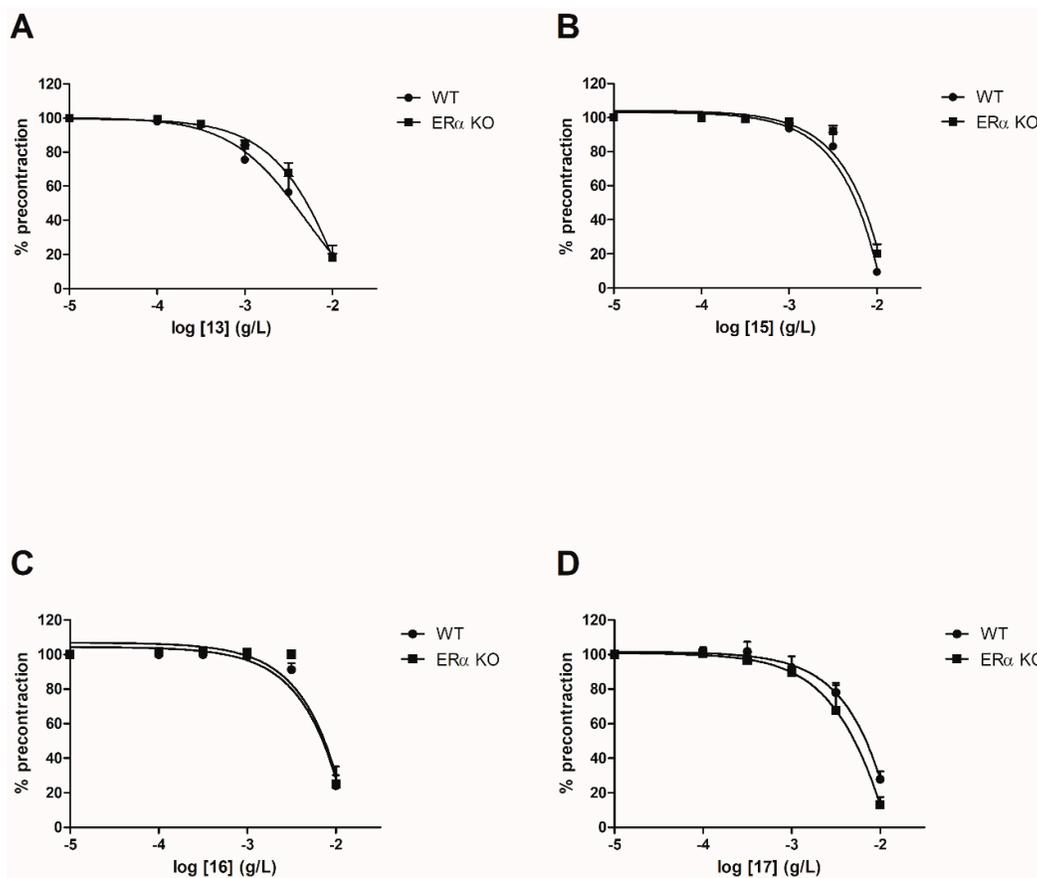 A
% precontraction
120
100
80
60
40
20
0
-5
-4
-3
-2
log [13] (g/L)
WT
ERα KO
B
% precontraction
120
100
80
60
40
20
0
-5
-4
-3
-2
log [15] (g/L)
WT
ERα KO
C
% precontraction
120
100
80
60
40
20
0
-5
-4
-3
-2
log [16] (g/L)
WT
ERα KO
D
% precontraction
120
100
80
60
40
20
0
-5
-4
-3
-2
log [17] (g/L)
WT
ERα KO